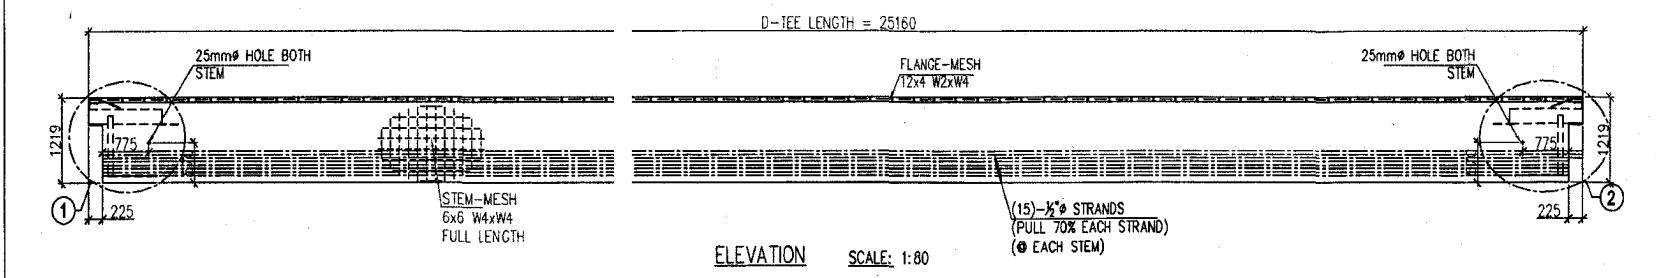 D-TEE LENGTH = 25160
25mmø HOLE BOTH
STEM
FLANGE-MESH
12x4 W2xW4
25mmø HOLE BOTH
STEM
1219
775
775
1219
1
225
STEM-MESH
6x6 W4xW4
FULL LENGTH
(15)-½"ø STRANDS
(PULL 70% EACH STRAND)
(@ EACH STEM)
225
2
ELEVATION SCALE: 1:80